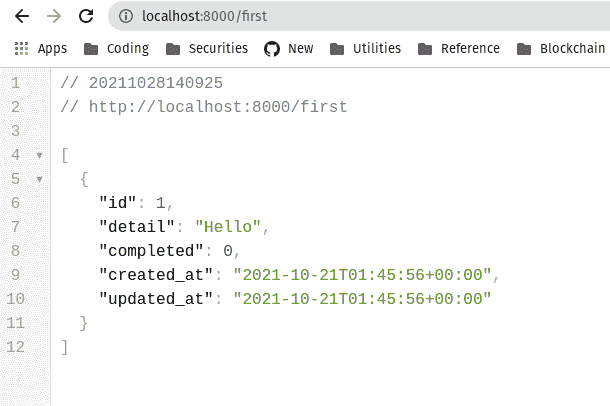 localhost:8000/first
Apps Coding Securities New Utilities Reference Blockchain
1 // 20211028140925
2 // http://localhost:8000/first
3
4 [
5 {
6 "id": 1,
7 "detail": "Hello",
8 "completed": 0,
9 "created_at": "2021-10-21T01:45:56+00:00",
10 "updated_at": "2021-10-21T01:45:56+00:00"
11 }
12 ]